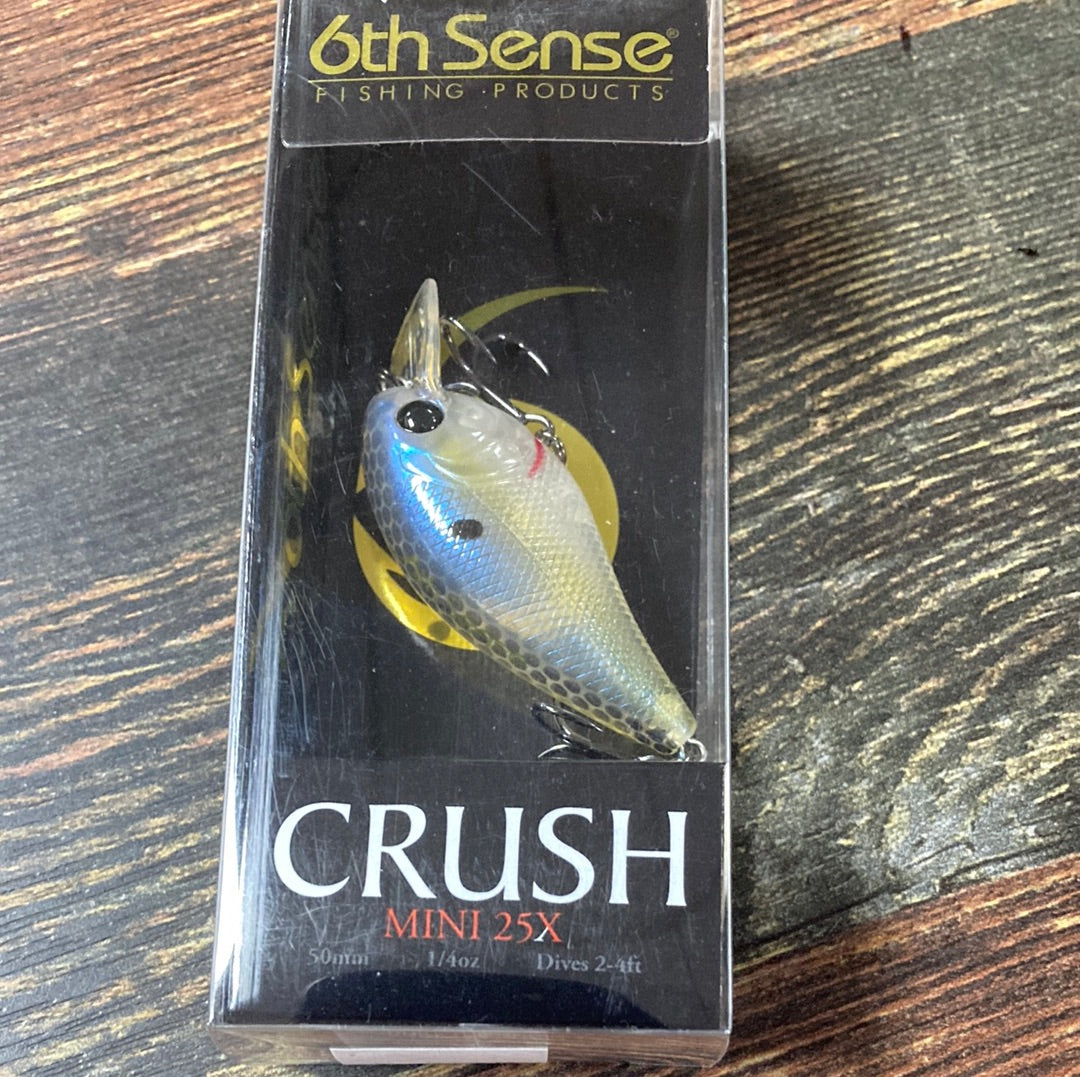 6th Sense®
FISHING · PRODUCTS
CRUSH
MINI 25X
50mm 1/4oz Dives 2-4ft